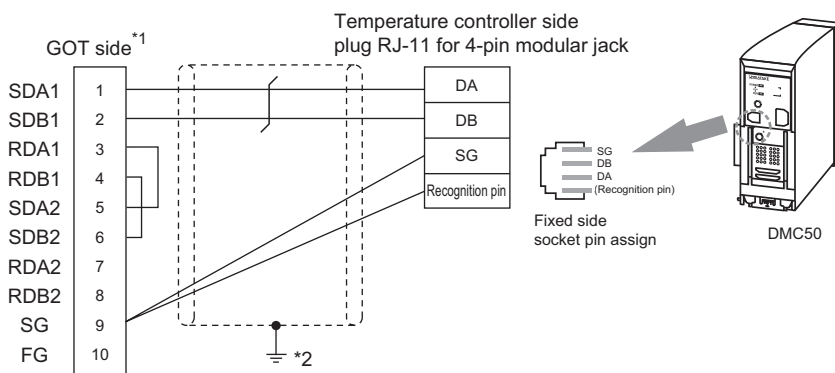 Temperature controller side
plug RJ-11 for 4-pin modular jack
GOT side*1
SDA1 1 DA
SDB1 2 DB
RDA1 3 SG
RDB1 4 Recognition pin
SDA2 5
SDB2 6
RDA2 7
RDB2 8
SG 9
FG 10
*2
SG
DB
DA
(Recognition pin)
Fixed side
socket pin assign
DMC50